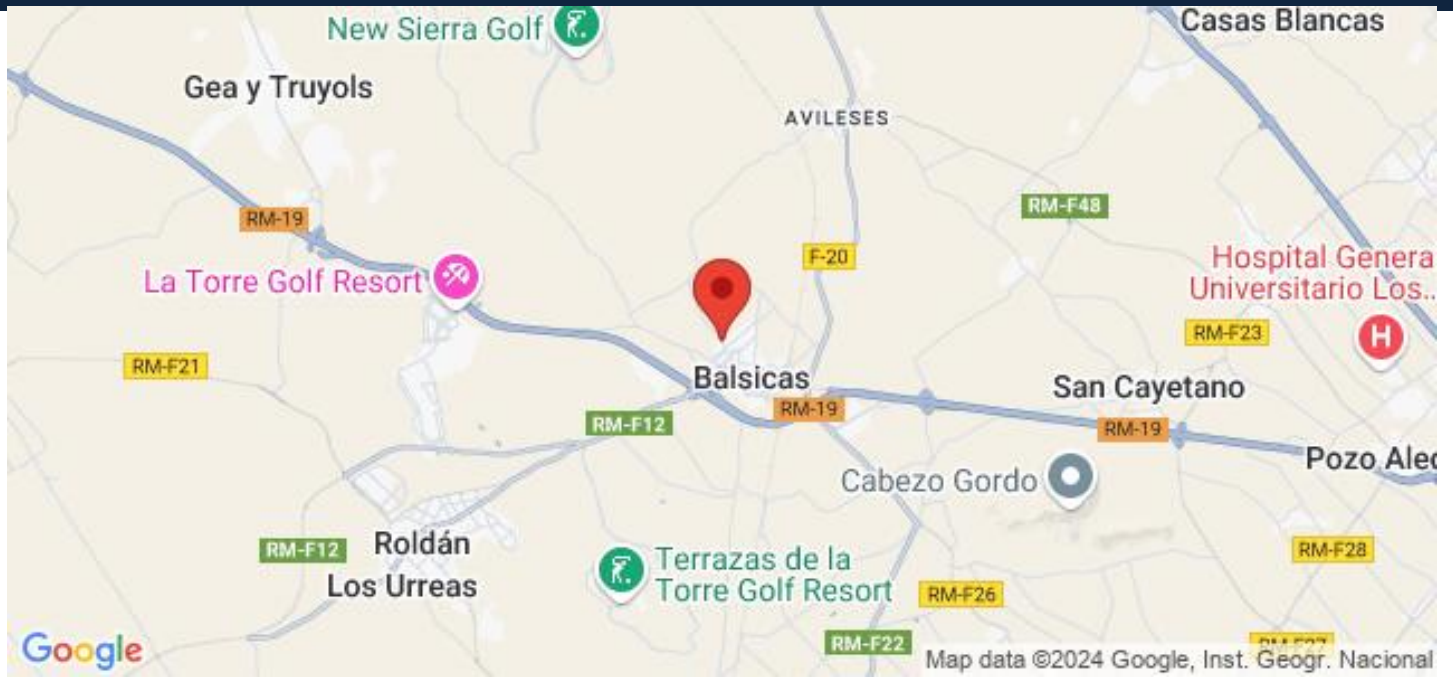 New Sierra Golf
Casas Blancas
Gea y Truyols
AVILESES
RM-19
RM-F48
F-20
Hospital Genera
Universitario Los...
La Torre Golf Resort
RM-F23
H
RM-F21
Balsicas
San Cayetano
RM-19
RM-F12
RM-19
Pozo Alec
Cabezo Gordo
RM-F12
Roldán
RM-F28
Los Urreas
Terrazas de la
Torre Golf Resort
RM-F26
RM-F22
RM-F27
Google
Map data ©2024 Google, Inst. Geogr. Nacional